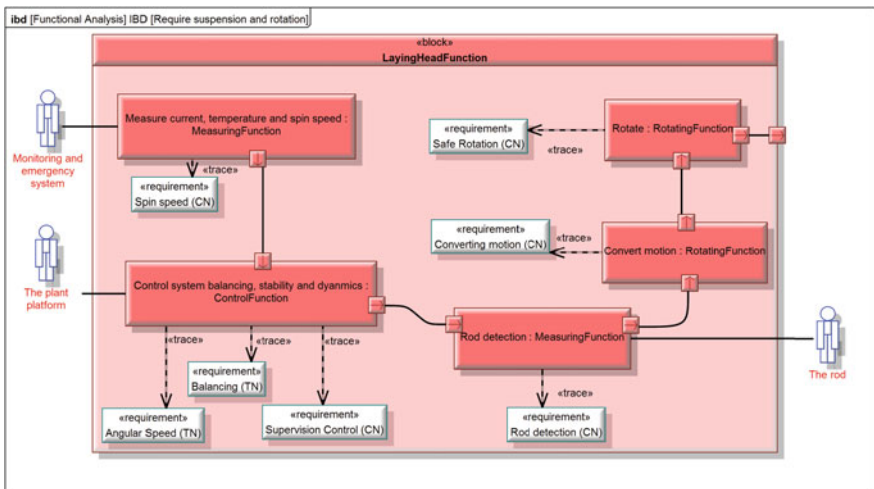 ibd [Functional Analysis] IBD [Require suspension and rotation]
«block»
LayingHeadFunction
Measure current, temperature and spin speed :
MeasuringFunction
Monitoring and
emergency
system
«trace»
«requirement»
Spin speed (CN)
«requirement»
Safe Rotation (CN)
«trace»
Rotate : RotatingFunction
«requirement»
Converting motion (CN)
«trace»
Convert motion : RotatingFunction
The plant
platform
Control system balancing, stability and dyanmics :
ControlFunction
Rod detection : MeasuringFunction
The rod
«trace»
«trace»
«trace»
«requirement»
Balancing (TN)
«requirement»
Angular Speed (TN)
«requirement»
Supervision Control (CN)
«trace»
«requirement»
Rod detection (CN)